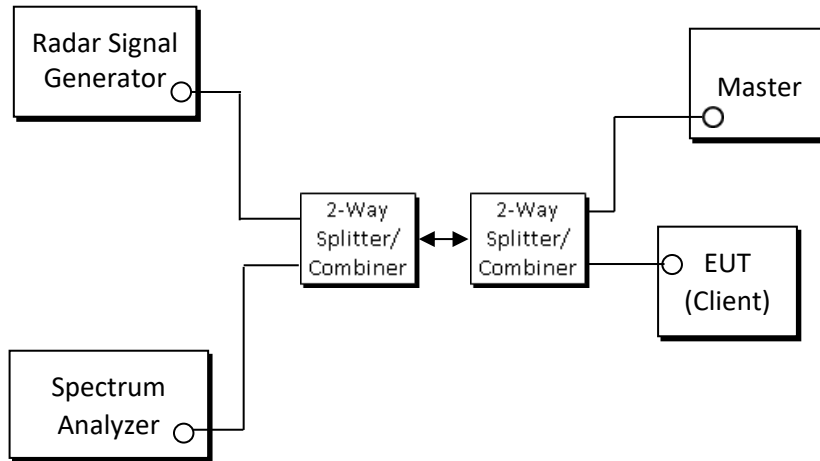 Radar Signal
Generator
Master
2-Way
Splitter/
Combiner
2-Way
Splitter/
Combiner
EUT
(Client)
Spectrum
Analyzer